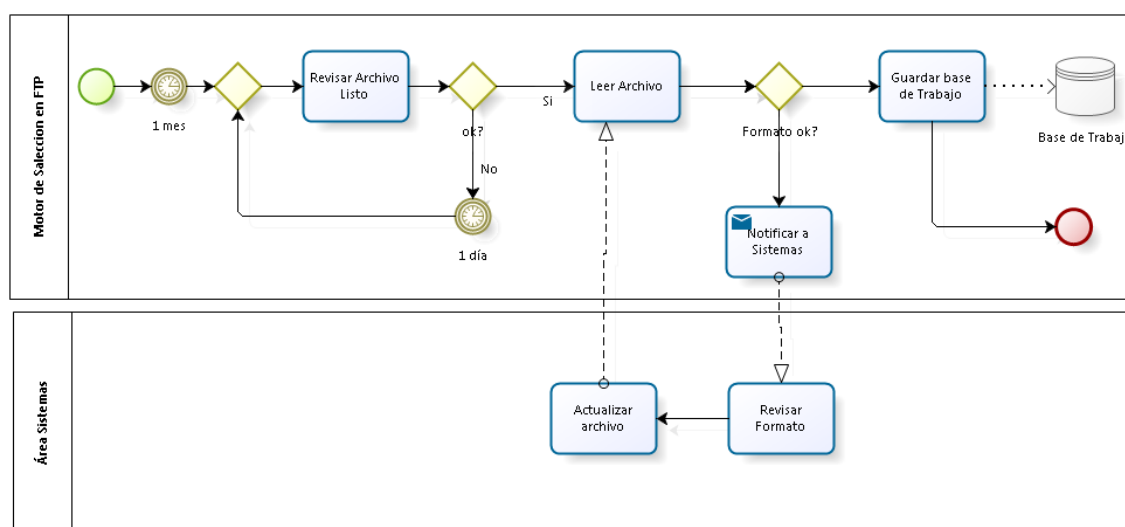 Motor de Saleccion en FTP
1 mes
Revisar Archivo
Listo
ok?
Si
No
1 día
Leer Archivo
Formato ok?
Guardar base
de Trabajo
Base de Trabaj
Notificar a
Sistemas
Área Sistemas
Actualizar
archivo
Revisar
Formato